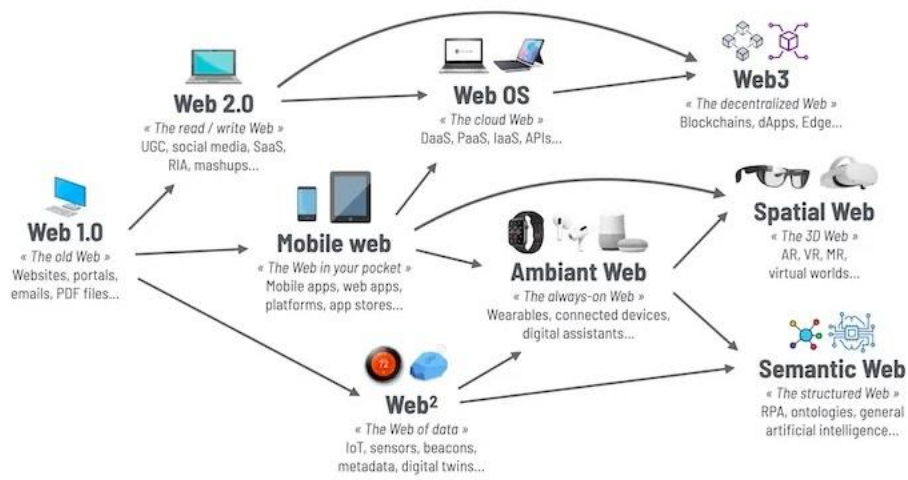 Web 1.0
« The old Web »
Websites, portals,
emails, PDF files...
Web 2.0
« The read / write Web »
UGC, social media, SaaS,
RIA, mashups...
Mobile web
« The Web in your pocket »
Mobile apps, web apps,
platforms, app stores...
72
Web²
« The Web of data »
IoT, sensors, beacons,
metadata, digital twins...
Web OS
« The cloud Web »
DaaS, PaaS, IaaS, APIs...
Ambiant Web
« The always-on Web »
Wearables, connected devices,
digital assistants...
Web3
« The decentralized Web »
Blockchains, dApps, Edge...
Spatial Web
« The 3D Web »
AR, VR, MR,
virtual worlds...
Semantic Web
« The structured Web »
RPA, ontologies, general
artificial intelligence...